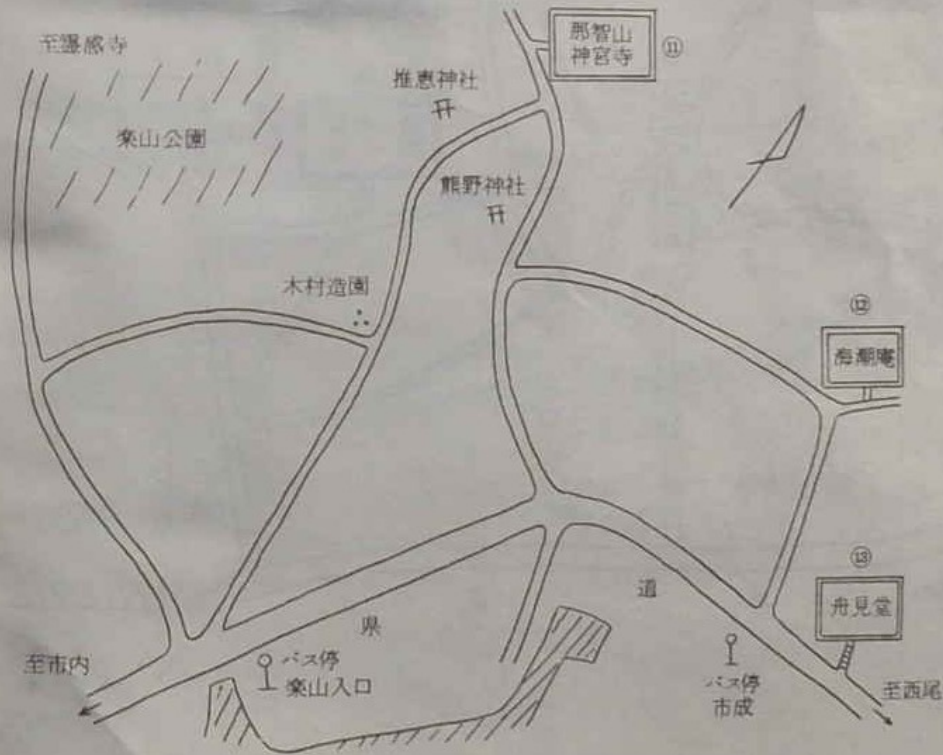 至靈感寺
楽山公園
推恵神社
那智山
神宮寺
⑪
熊野神社
木村造園
⑫
海潮庵
⑬
舟見堂
県
道
至市内
バス停
楽山入口
バス停
市成
至西尾